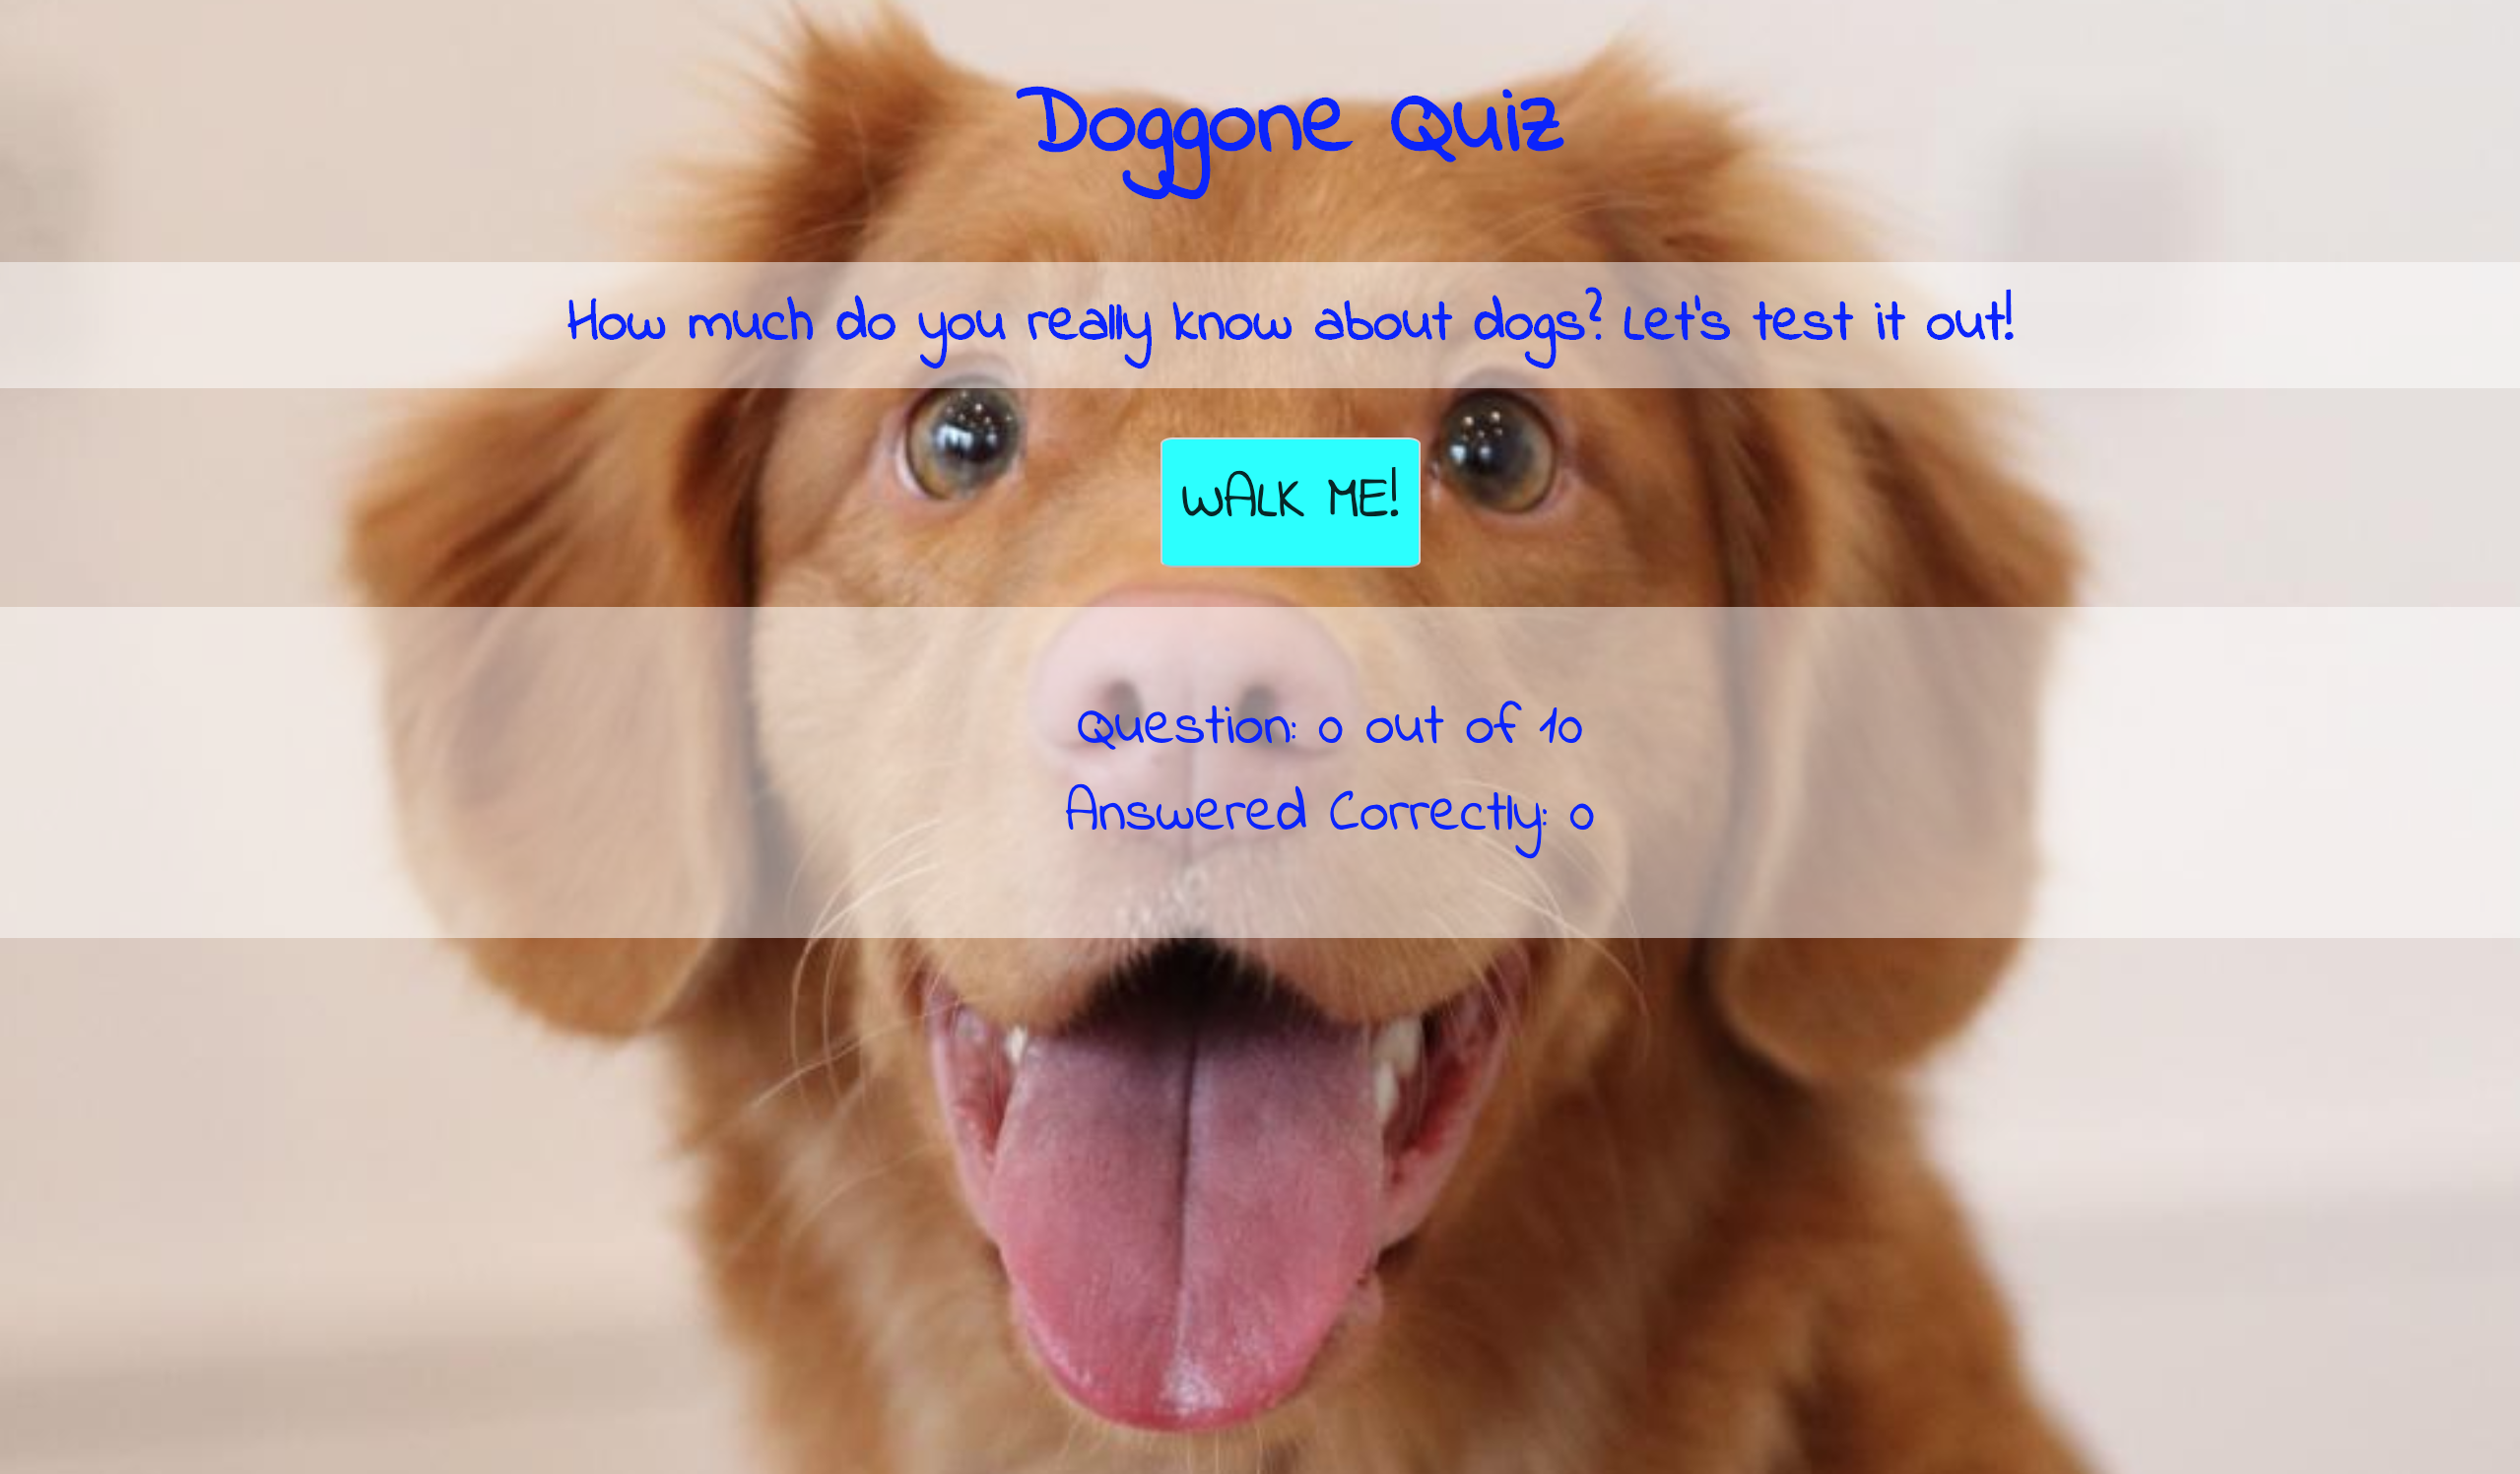 Doggone Quiz
How much do you really know about dogs? Let's test it out!
WALK ME!
Question: 0 out of 10
Answered Correctly: 0